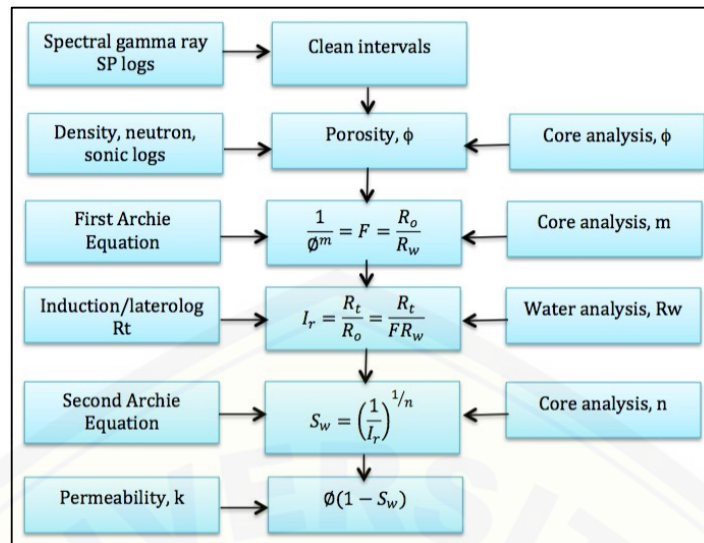 Spectral gamma ray
SP logs
Clean intervals
Density, neutron,
sonic logs
Porosity, ϕ
Core analysis, ϕ
First Archie
Equation
1/Ø^m = F = R_o/R_w
Core analysis, m
Induction/laterolog
Rt
I_r = R_t/R_o = R_t/FR_w
Water analysis, Rw
Second Archie
Equation
S_w = (1/I_r)^1/n
Core analysis, n
Permeability, k
Ø(1 − S_w)
VERSIT